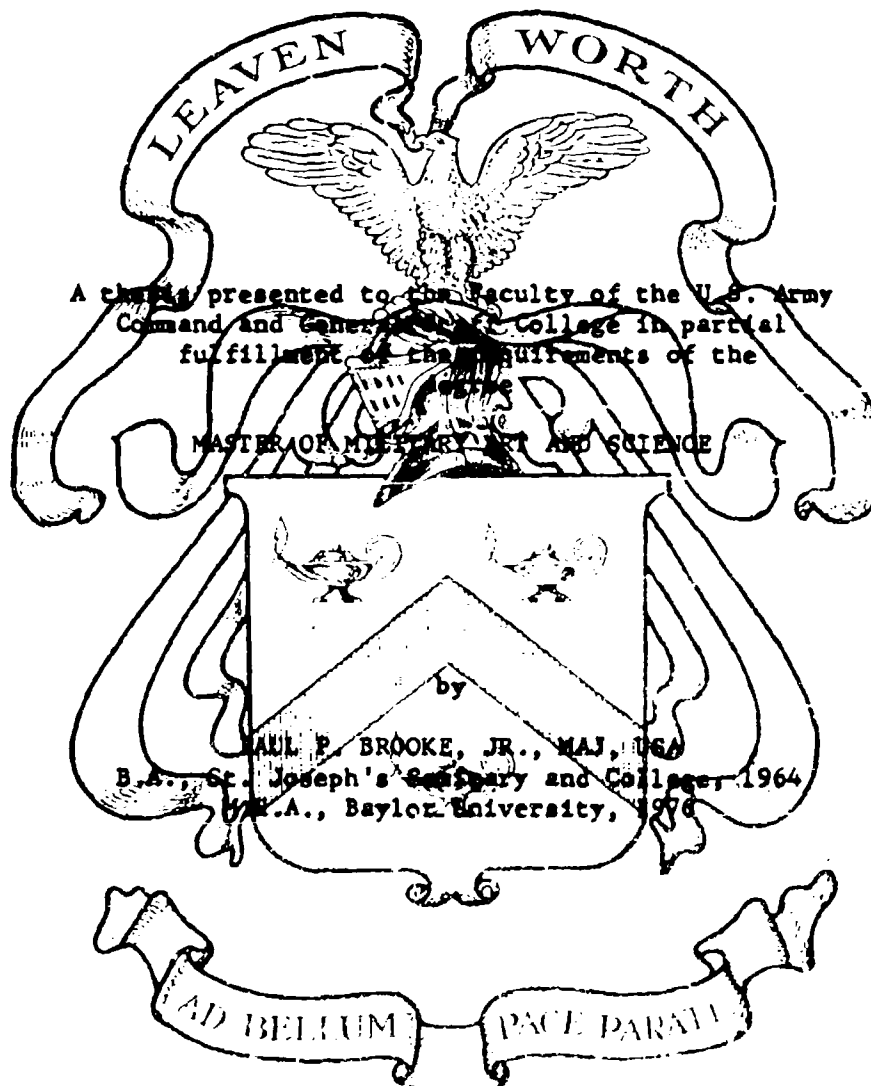 LEAVEN WORTH
A thesis presented to the Faculty of the U.S. Army
Command and General Staff College in partial
fulfillment of the requirements of the
degree
MASTER OF MILITARY ART AND SCIENCE
by
PAUL P. BROOKE, JR., MAJ, USA
B.A., St. Joseph's Seminary and College, 1964
Baylor University,
AD BELLUM PACE PARATI